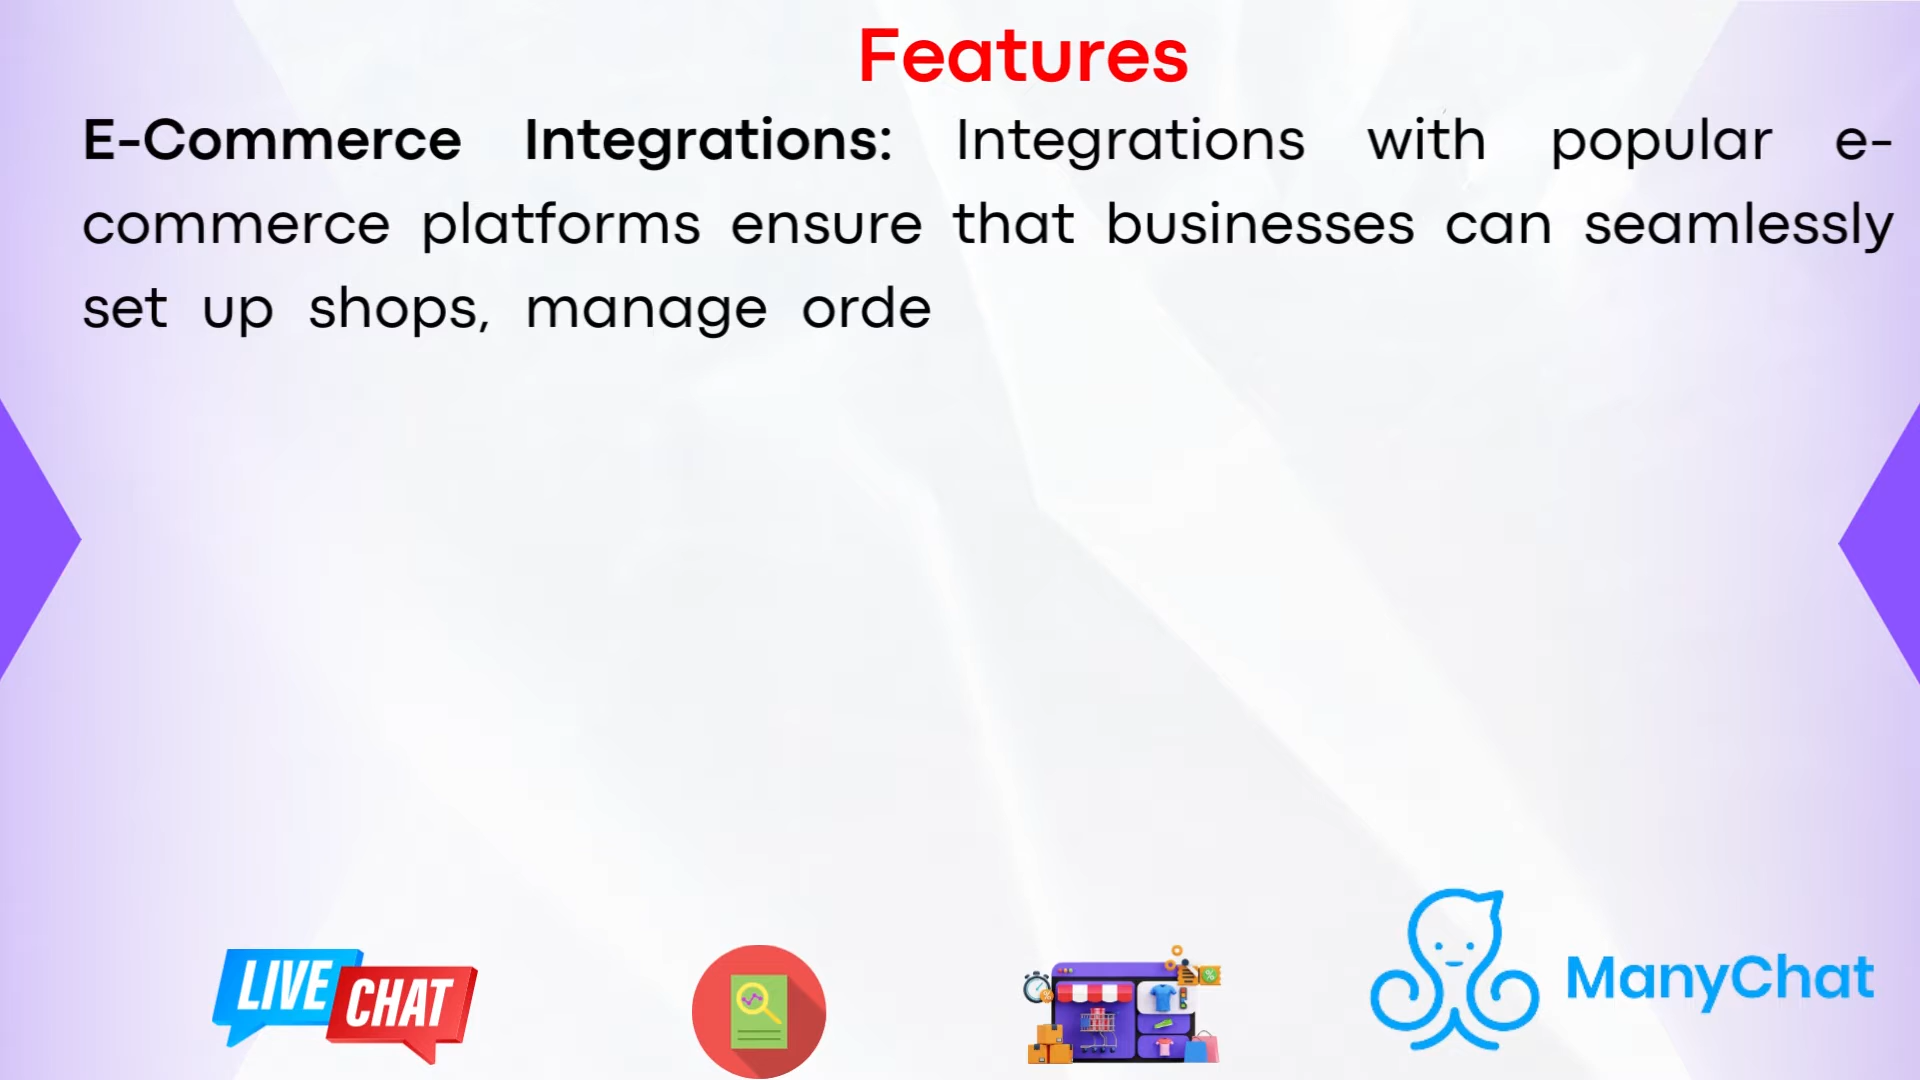 Features
E-Commerce Integrations: Integrations with popular e-
commerce platforms ensure that businesses can seamlessly
set up shops, manage orde
LIVE CHAT
ManyChat